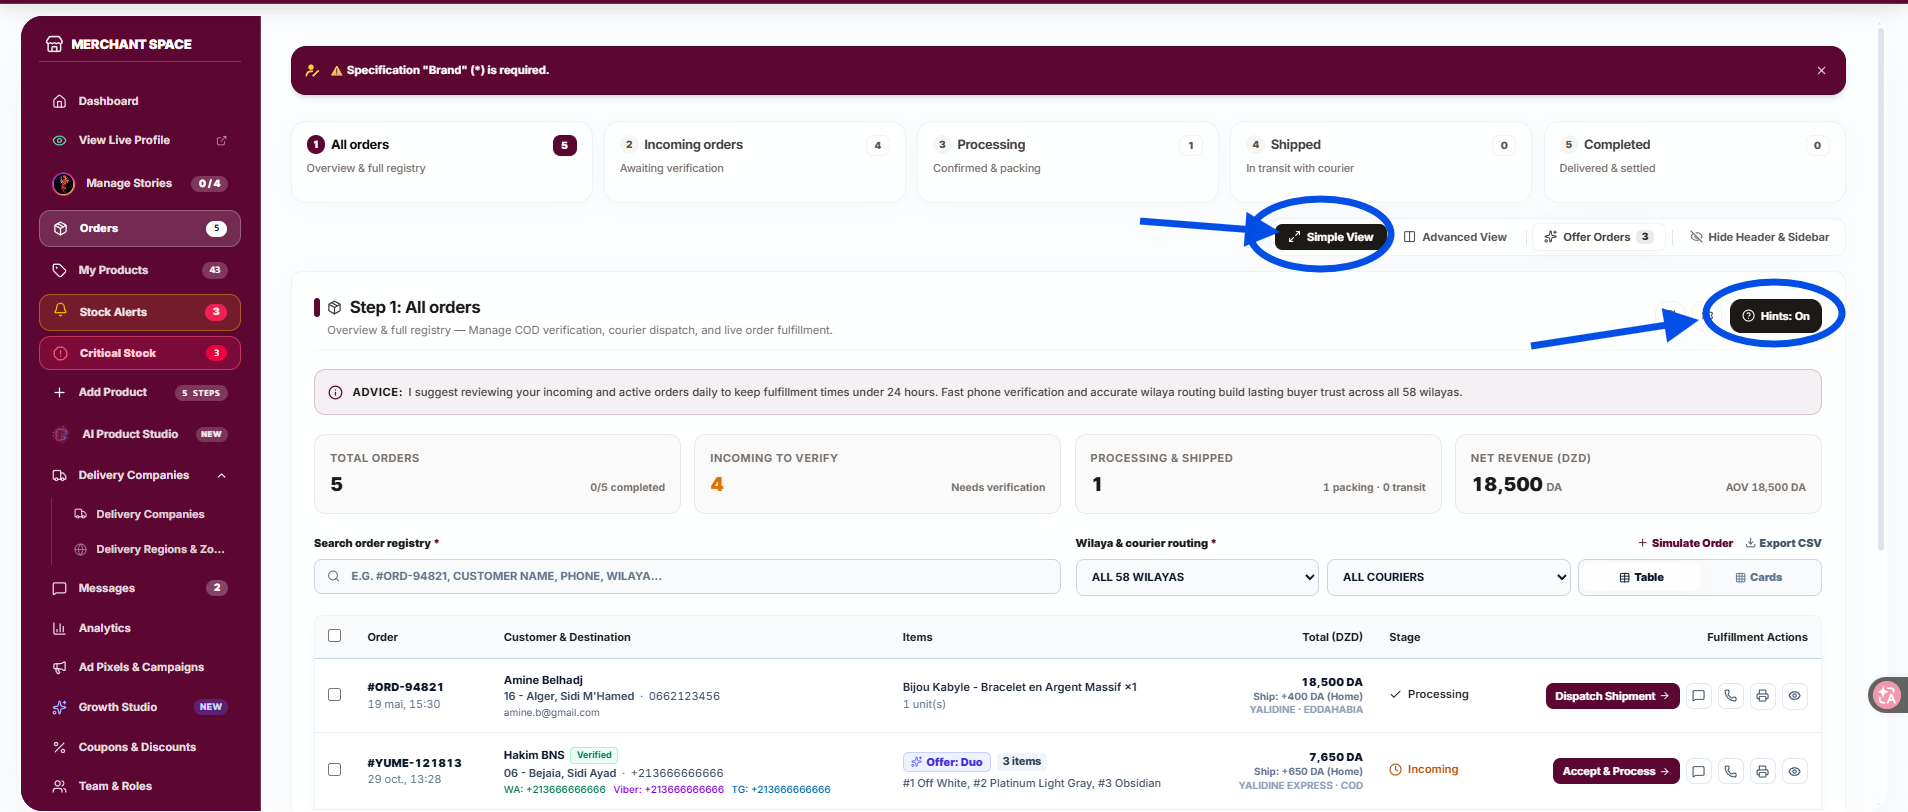 MERCHANT SPACE
Dashboard
View Live Profile
Manage Stories 0 / 4
Orders 5
My Products 43
Stock Alerts 3
Critical Stock 3
Add Product 5 STEPS
AI Product Studio NEW
Delivery Companies
Delivery Companies
Delivery Regions & Zo...
Messages 2
Analytics
Ad Pixels & Campaigns
Growth Studio NEW
Coupons & Discounts
Team & Roles
Specification "Brand" (*) is required.
1 All orders 5
Overview & full registry
2 Incoming orders 4
Awaiting verification
3 Processing 1
Confirmed & packing
4 Shipped 0
In transit with courier
5 Completed 0
Delivered & settled
Simple View Advanced View Offer Orders 3 Hide Header & Sidebar
Step 1: All orders
Overview & full registry — Manage COD verification, courier dispatch, and live order fulfillment.
Hints: On
ADVICE: I suggest reviewing your incoming and active orders daily to keep fulfillment times under 24 hours. Fast phone verification and accurate wilaya routing build lasting buyer trust across all 58 wilayas.
TOTAL ORDERS
5 0/5 completed
INCOMING TO VERIFY
4 Needs verification
PROCESSING & SHIPPED
1 1 packing · 0 transit
NET REVENUE (DZD)
18,500 DA AOV 18,500 DA
Search order registry *
E.G. #ORD-94821, CUSTOMER NAME, PHONE, WILAYA...
Wilaya & courier routing *
+ Simulate Order Export CSV
ALL 58 WILAYAS ALL COURIERS Table Cards
Order Customer & Destination Items Total (DZD) Stage Fulfillment Actions
#ORD-94821
19 mai, 15:30
Amine Belhadj
16 - Alger, Sidi M'Hamed · 0662123456
amine.b@gmail.com
Bijou Kabyle - Bracelet en Argent Massif ×1
1 unit(s)
18,500 DA
Ship: +400 DA (Home)
YALIDINE · EDDAHABIA
Processing
Dispatch Shipment →
#YUME-121813
29 oct., 13:28
Hakim BNS Verified
06 - Bejaia, Sidi Ayad · +213666666666
WA: +213666666666 Viber: +213666666666 TG: +213666666666
Offer: Duo 3 items
#1 Off White, #2 Platinum Light Gray, #3 Obsidian
7,650 DA
Ship: +650 DA (Home)
YALIDINE EXPRESS · COD
Incoming
Accept & Process →